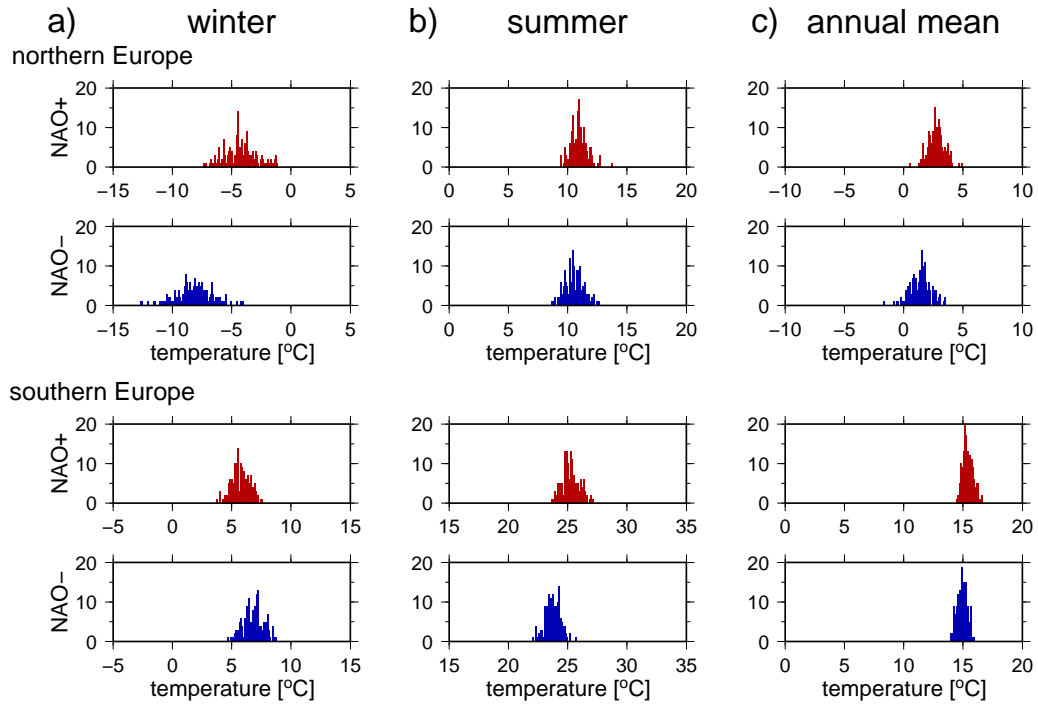 a) winter b) summer c) annual mean
northern Europe
NAO+
0 10 20
−15 −10 −5 0 5
0 10 20
0 5 10 15 20
0 10 20
−10 −5 0 5 10
NAO−
0 10 20
−15 −10 −5 0 5
temperature [oC]
0 10 20
0 5 10 15 20
temperature [oC]
0 10 20
−10 −5 0 5 10
temperature [oC]
southern Europe
NAO+
0 10 20
−5 0 5 10 15
0 10 20
15 20 25 30 35
0 10 20
0 5 10 15 20
NAO−
0 10 20
−5 0 5 10 15
temperature [oC]
0 10 20
15 20 25 30 35
temperature [oC]
0 10 20
0 5 10 15 20
temperature [oC]